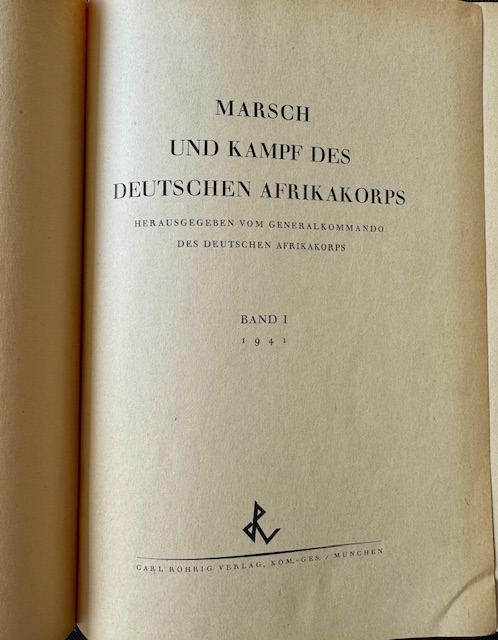 MARSCH
UND KAMPF DES
DEUTSCHEN AFRIKAKORPS
HERAUSGEGEBEN VOM GENERALKOMMANDO
DES DEUTSCHEN AFRIKAKORPS
BAND I
1941
CARL RÖHRIG VERLAG, KOM.-GES. / MÜNCHEN